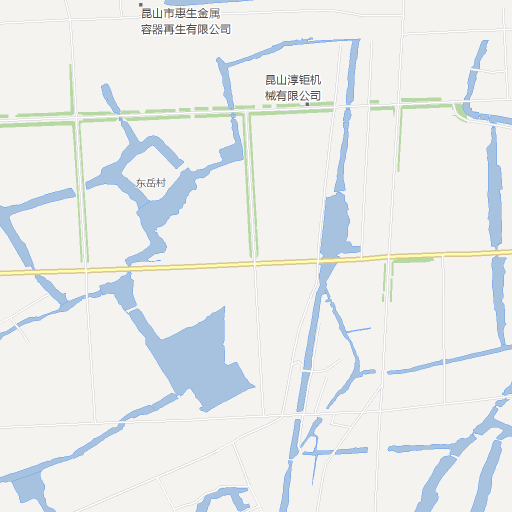 昆山市惠生金属
容器再生有限公司
昆山淳钜机
械有限公司
东岳村